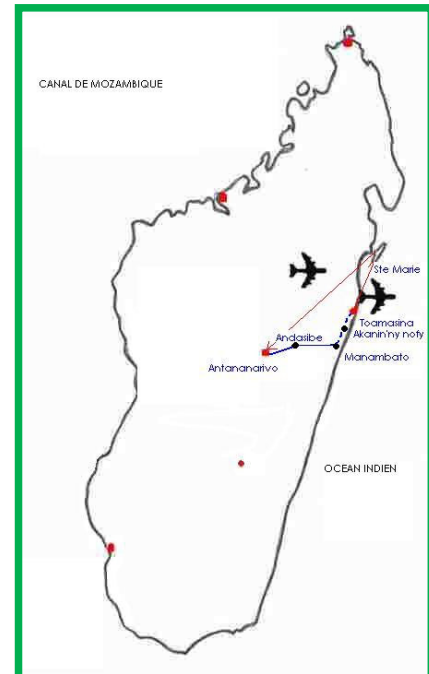 CANAL DE MOZAMBIQUE
Ste Marie
Toamasina
Akanin'ny nofy
Andasibe
Manambato
Antananarivo
OCEAN INDIEN